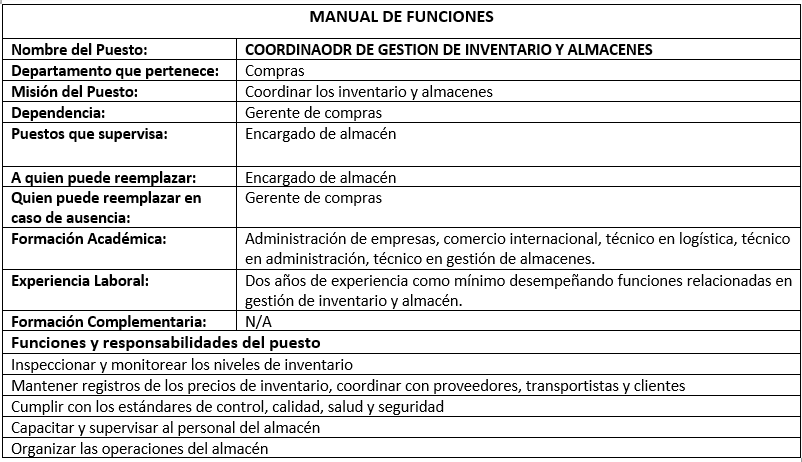 MANUAL DE FUNCIONES
Nombre del Puesto: COORDINAODR DE GESTION DE INVENTARIO Y ALMACENES
Departamento que pertenece: Compras
Misión del Puesto: Coordinar los inventario y almacenes
Dependencia: Gerente de compras
Puestos que supervisa: Encargado de almacén
A quien puede reemplazar: Encargado de almacén
Quien puede reemplazar en Gerente de compras
caso de ausencia:
Formación Académica: Administración de empresas, comercio internacional, técnico en logística, técnico
en administración, técnico en gestión de almacenes.
Experiencia Laboral: Dos años de experiencia como mínimo desempeñando funciones relacionadas en
gestión de inventario y almacén.
Formación Complementaria: N/A
Funciones y responsabilidades del puesto
Inspeccionar y monitorear los niveles de inventario
Mantener registros de los precios de inventario, coordinar con proveedores, transportistas y clientes
Cumplir con los estándares de control, calidad, salud y seguridad
Capacitar y supervisar al personal del almacén
Organizar las operaciones del almacén